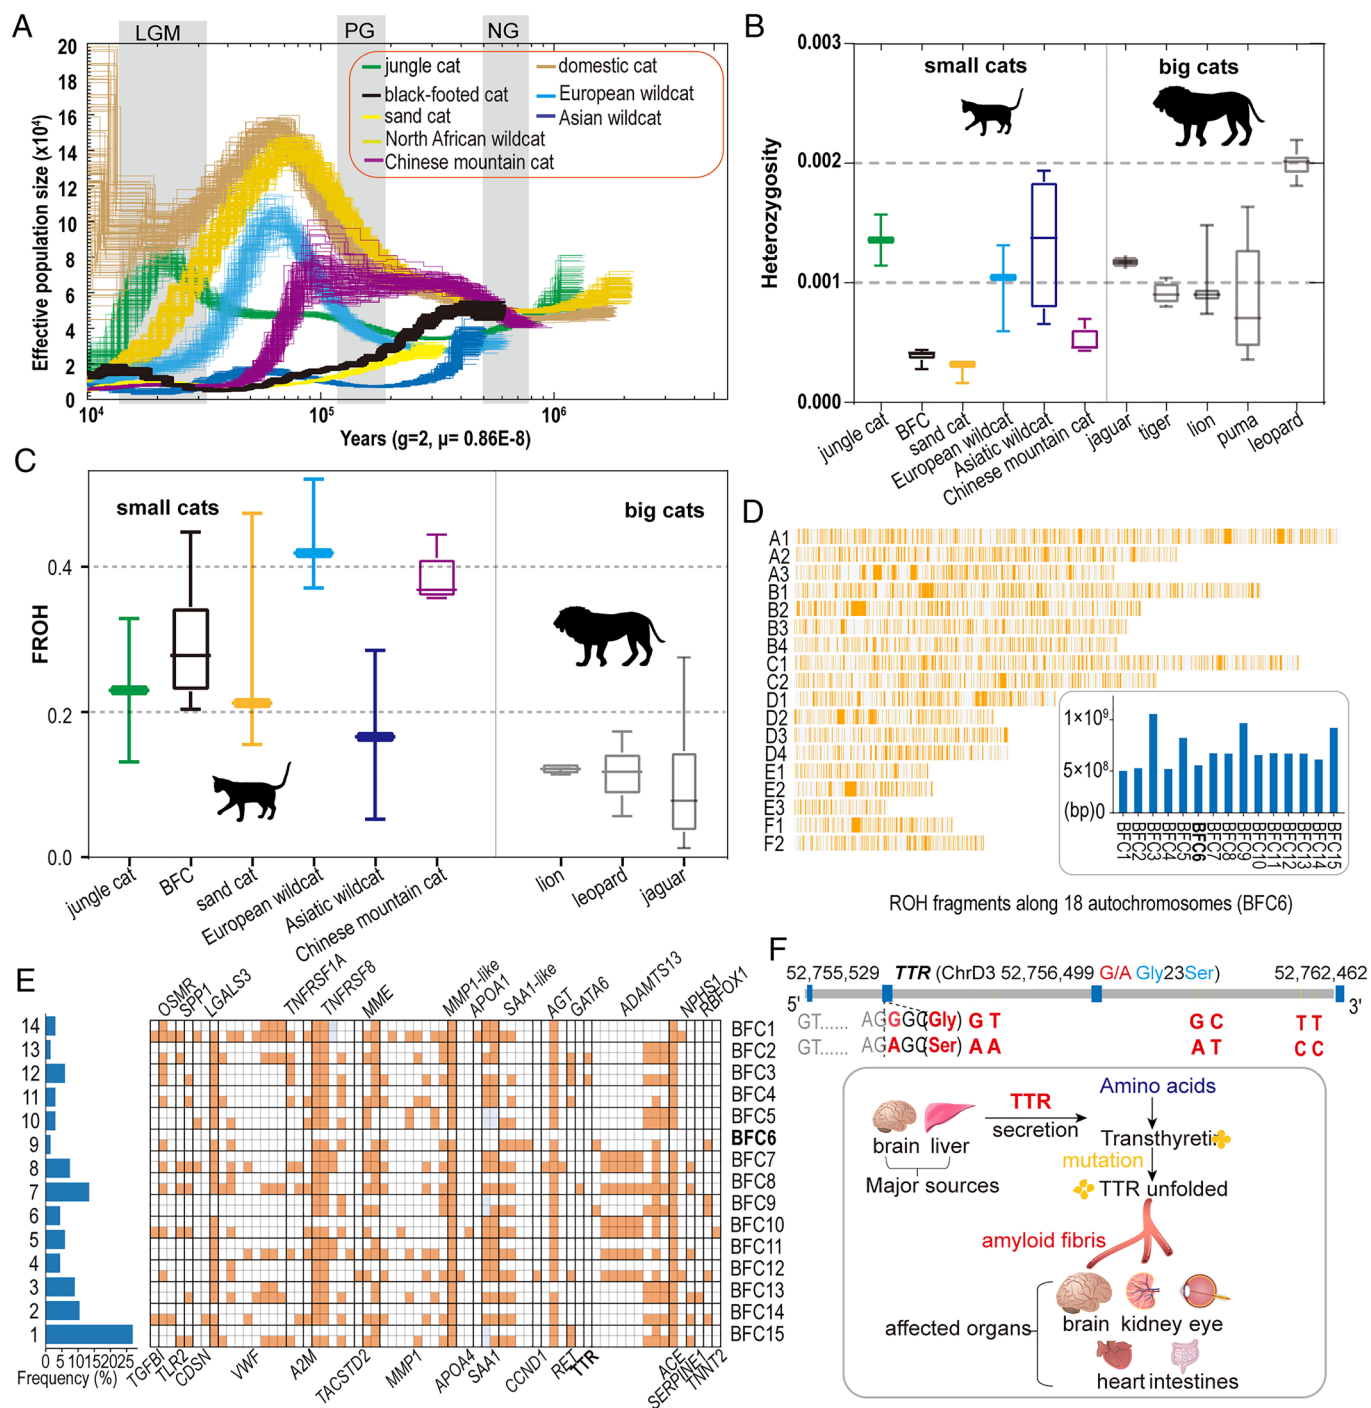 A
LGM
PG
NG
Effective population size (x10⁴)
20
18
16
14
12
10
8
6
4
2
0
jungle cat
black-footed cat
sand cat
North African wildcat
Chinese mountain cat
domestic cat
European wildcat
Asian wildcat
10⁴
10⁵
10⁶
Years (g=2, μ= 0.86E-8)
B
Heterozygosity
0.003
0.002
0.001
0.000
small cats
big cats
jungle cat
BFC
sand cat
European wildcat
Asiatic wildcat
Chinese mountain cat
jaguar
tiger
lion
puma
leopard
C
FROH
0.4
0.2
0.0
small cats
big cats
jungle cat
BFC
sand cat
European wildcat
Asiatic wildcat
Chinese mountain cat
lion
leopard
jaguar
D
A1
A2
A3
B1
B2
B3
B4
C1
C2
D1
D2
D3
D4
E1
E2
E3
F1
F2
1×10⁹
5×10⁸
(bp)0
BFC1
BFC2
BFC3
BFC4
BFC5
BFC6
BFC7
BFC8
BFC9
BFC10
BFC11
BFC12
BFC13
BFC14
BFC15
ROH fragments along 18 autochromosomes (BFC6)
E
OSMR
SPP1
LGALS3
TNFRSF1A
TNFRSF8
MME
MMP1-like
APOA1
SAA1-like
AGT
GATA6
ADAMTS13
NPHS1
RBFOX1
14
13
12
11
10
9
8
7
6
5
4
3
2
1
BFC1
BFC2
BFC3
BFC4
BFC5
BFC6
BFC7
BFC8
BFC9
BFC10
BFC11
BFC12
BFC13
BFC14
BFC15
0 5 10152025
Frequency (%)
TGFBI
TLR2
CDSN
VWF
A2M
TACSTD2
MMP1
APOA4
SAA1
CCND1
RET
TTR
ACE
SERPINE1
TNNT2
F
52,755,529 TTR (ChrD3 52,756,499 G/A Gly23Ser) 52,762,462
5' 3'
GT...... AGGGC(Gly) G T G C T T
GT...... AGAGC(Ser) A A A T C C
Amino acids
TTR
secretion
brain liver
Major sources
Transthyretin
mutation
TTR unfolded
amyloid fibris
affected organs
brain kidney eye
heart intestines